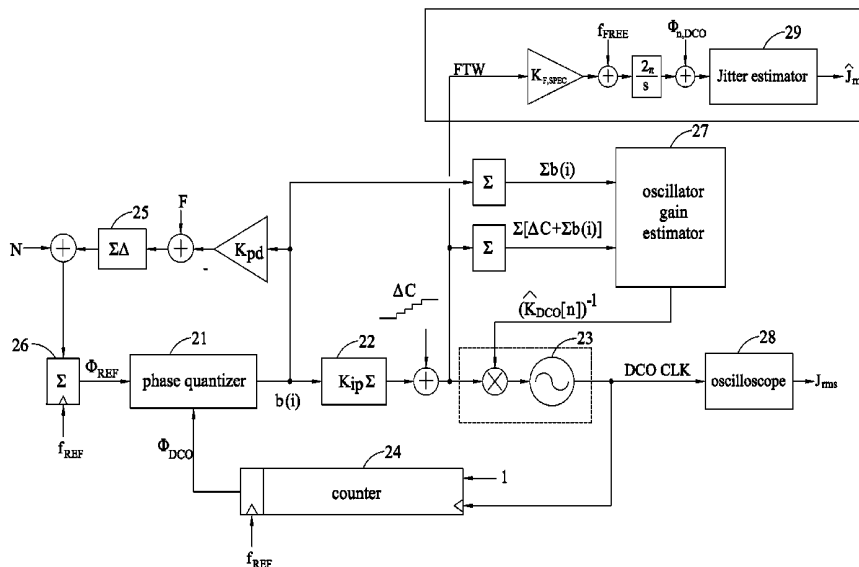 f_FREE
Φ_n,DCO
29
FTW
K_F,SPEC
2π
s
Jitter estimator
27
Σ
Σb(i)
oscillator
gain
estimator
Σ
Σ[ΔC+Σb(i)]
F
25
N
ΣΔ
-
K_pd
ΔC
(K̂_DCO[n])^-1
26
Σ
Φ_REF
21
phase quantizer
b(i)
22
K_ip Σ
23
DCO CLK
28
oscilloscope
J_rms
f_REF
Φ_DCO
24
counter
1
f_REF